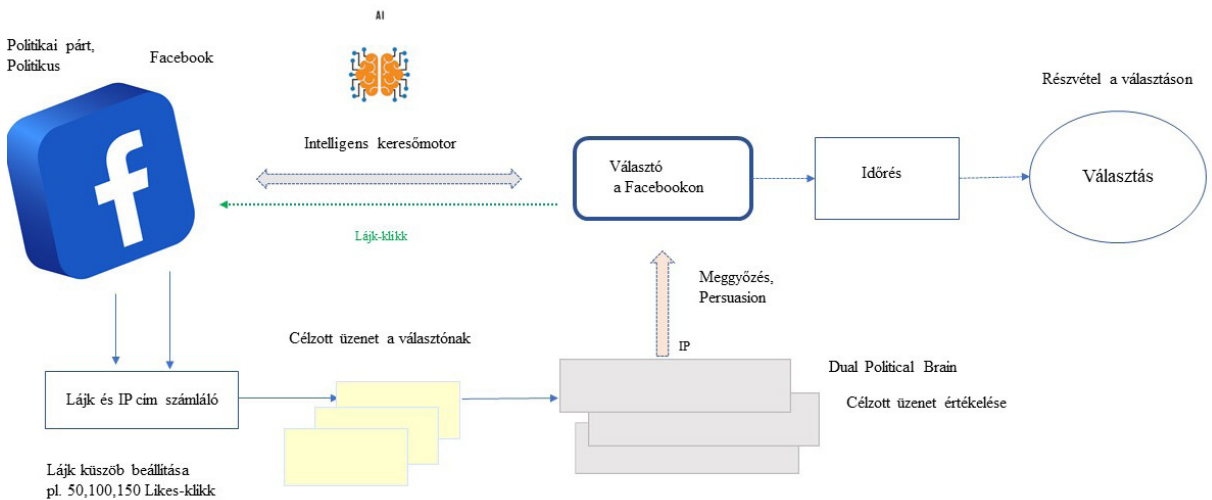 AI
Politikai párt,
Politikus
Facebook
Részvétel a választáson
Intelligens keresőmotor
Választó
a Facebookon
Időrés
Választás
Lájk-klikk
Meggyőzés,
Persuasion
Célzott üzenet a választónak
IP
Dual Political Brain
Célzott üzenet értékelése
Lájk és IP cim számláló
Lájk küszöb beállítása
pl. 50,100,150 Likes-klikk